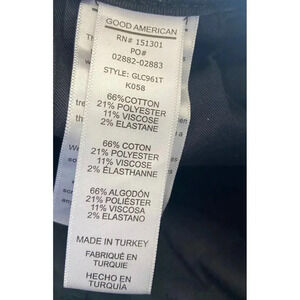 GOOD AMERICAN
RN# 151301
PO#
02882-02883
STYLE: GLC961T
K058
66%COTTON
21% POLYESTER
11% VISCOSE
2% ELASTANE
66% COTON
21% POLYESTER
11% VISCOSE
2% ÉLASTHANNE
66% ALGODÓN
21% POLIÉSTER
11% VISCOSA
2% ELASTANO
MADE IN TURKEY
FABRIQUÉ EN
TURQUIE
HECHO EN
TURQUÍA